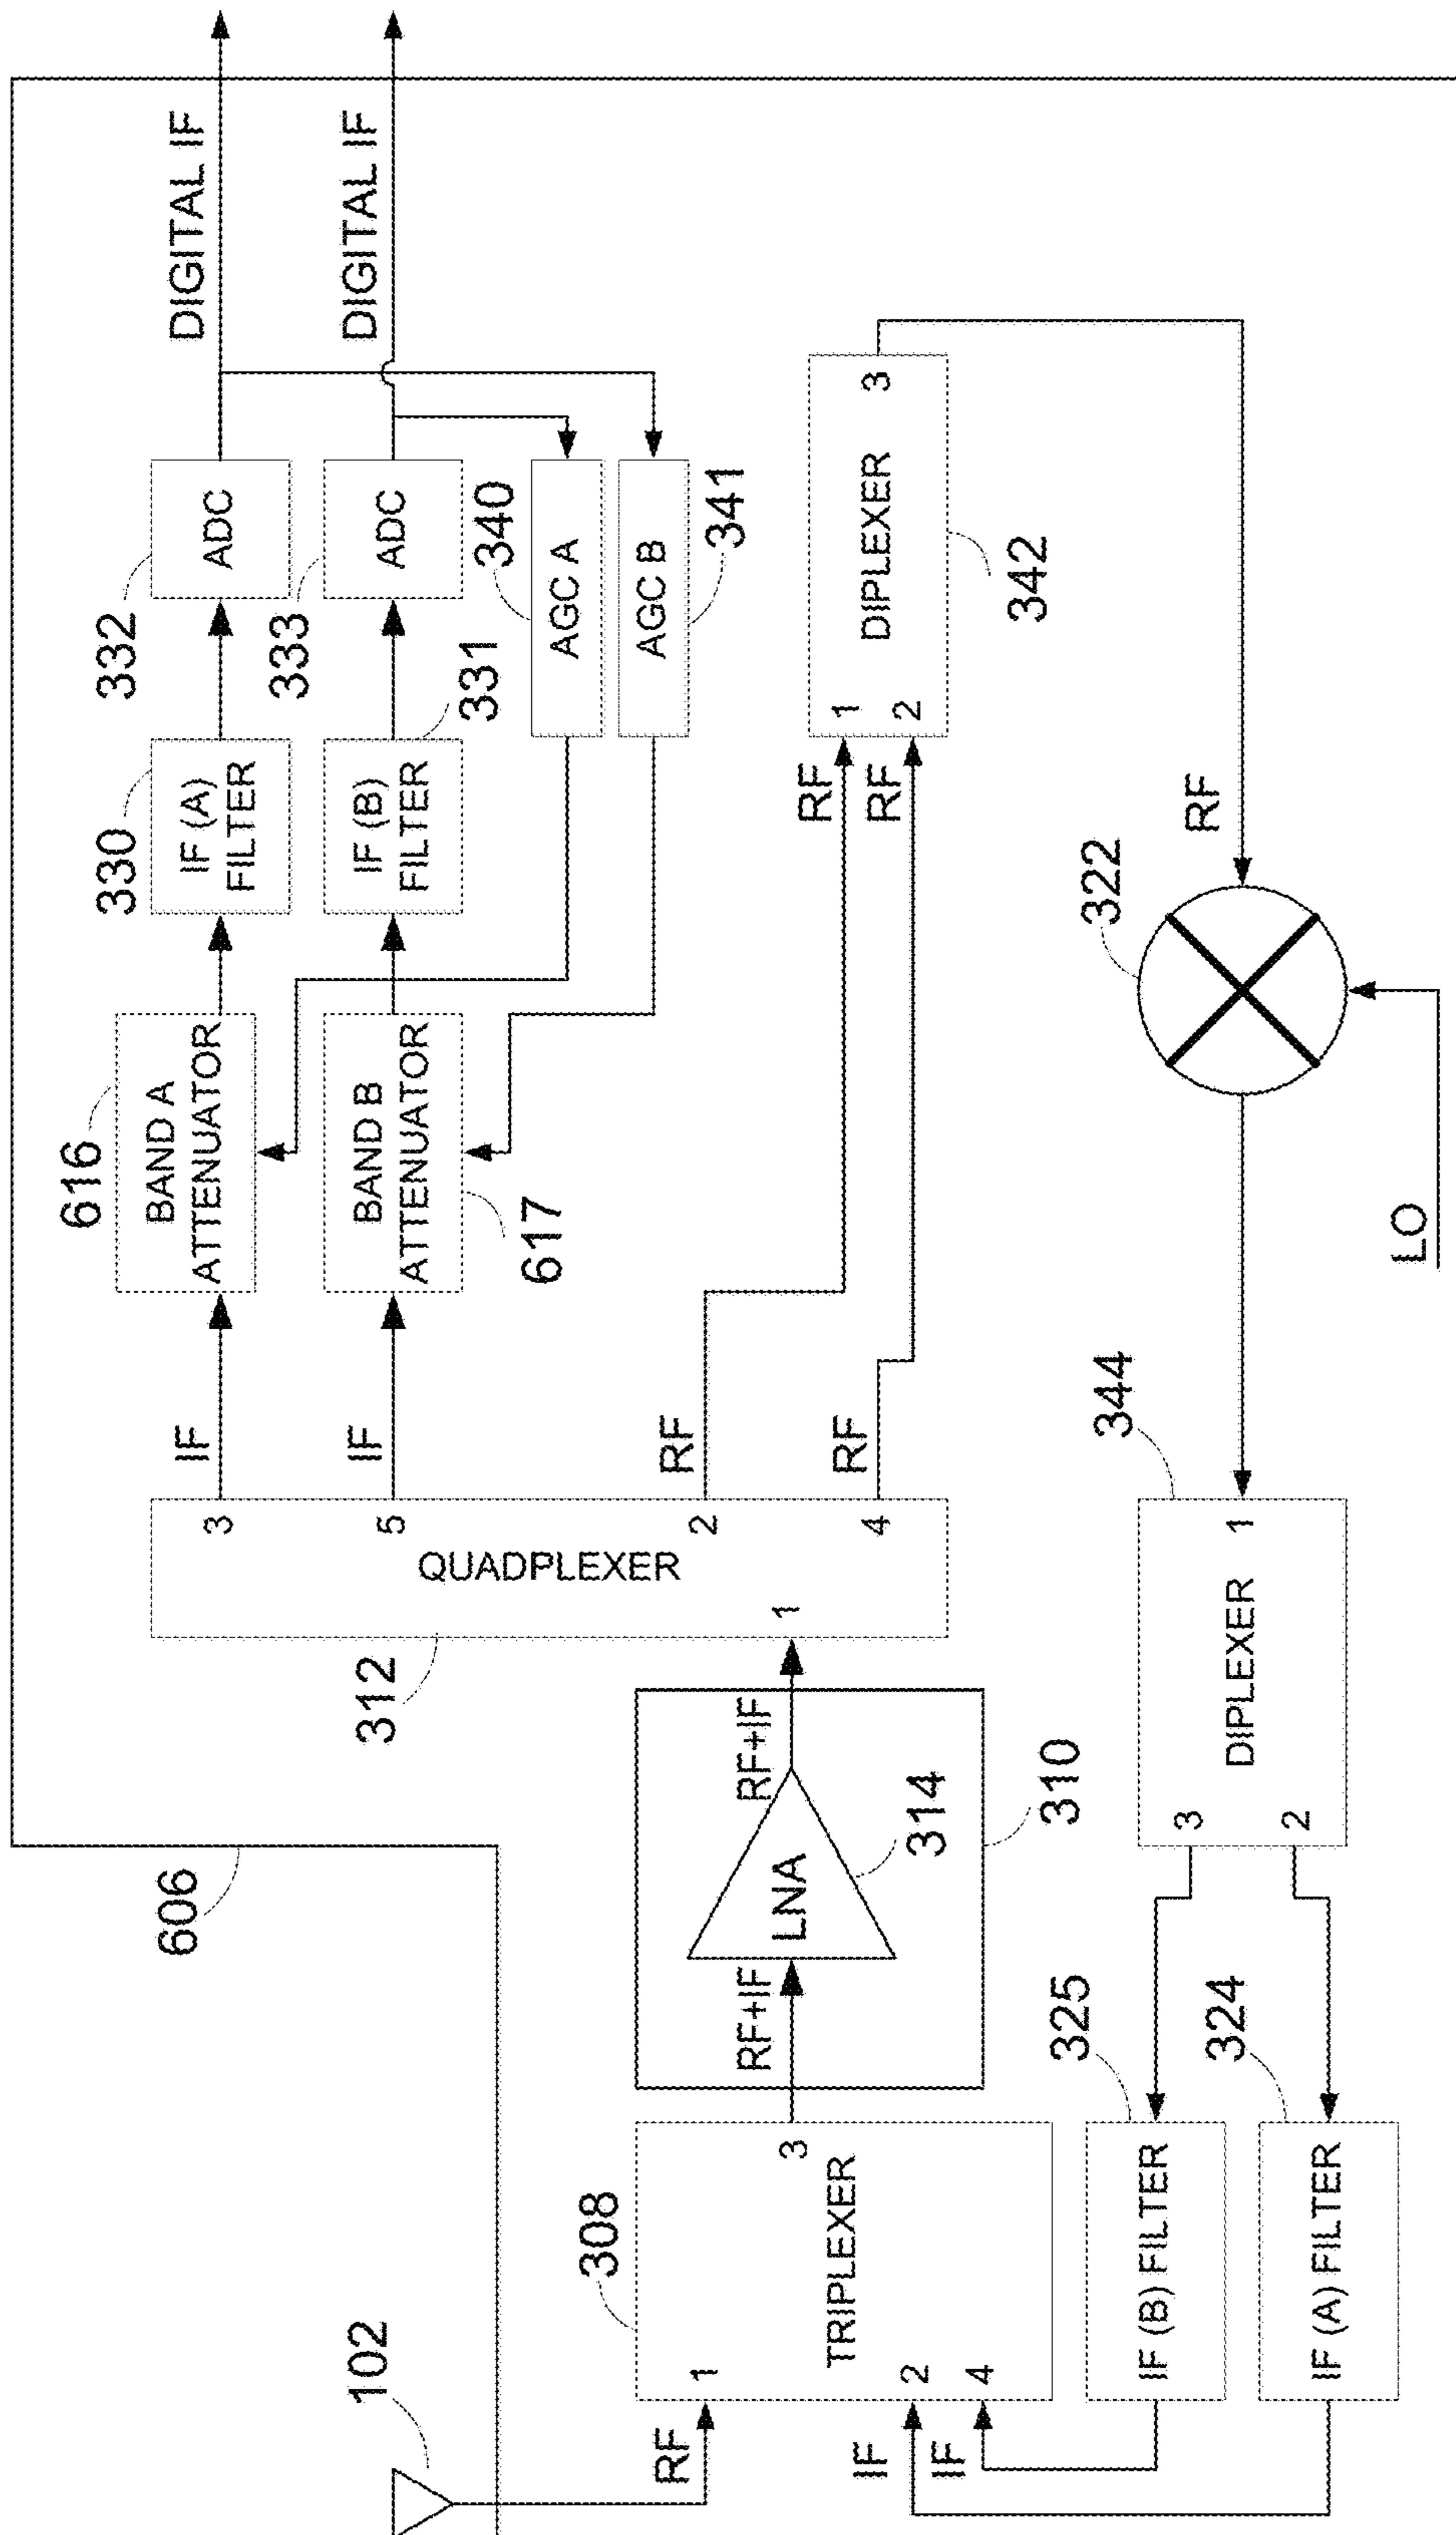 DIGITAL IF
DIGITAL IF
332
ADC
333
ADC
340
AGC A
341
AGC B
330
IF (A)
FILTER
331
IF (B)
FILTER
616
BAND A
ATTENUATOR
BAND B
ATTENUATOR
617
IF
IF
RF
RF
3
5
2
4
QUADPLEXER
1
312
RF
RF
1
2
DIPLEXER
3
342
RF
322
LO
344
1
DIPLEXER
3
2
606
RF+IF
LNA
RF+IF
314
310
325
324
IF (B) FILTER
IF (A) FILTER
308
3
TRIPLEXER
1
2
4
102
RF
IF
IF